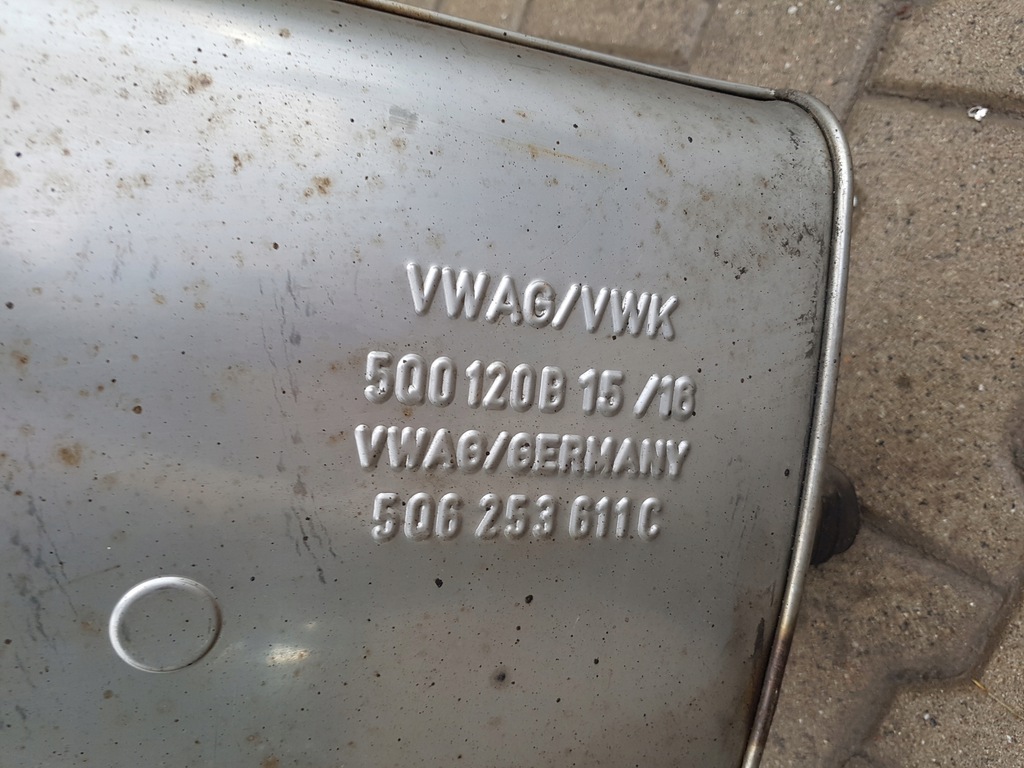 VWAG/VWK
5Q0 120B 15 /18
VWAG/GERMANY
5Q6 253 611C